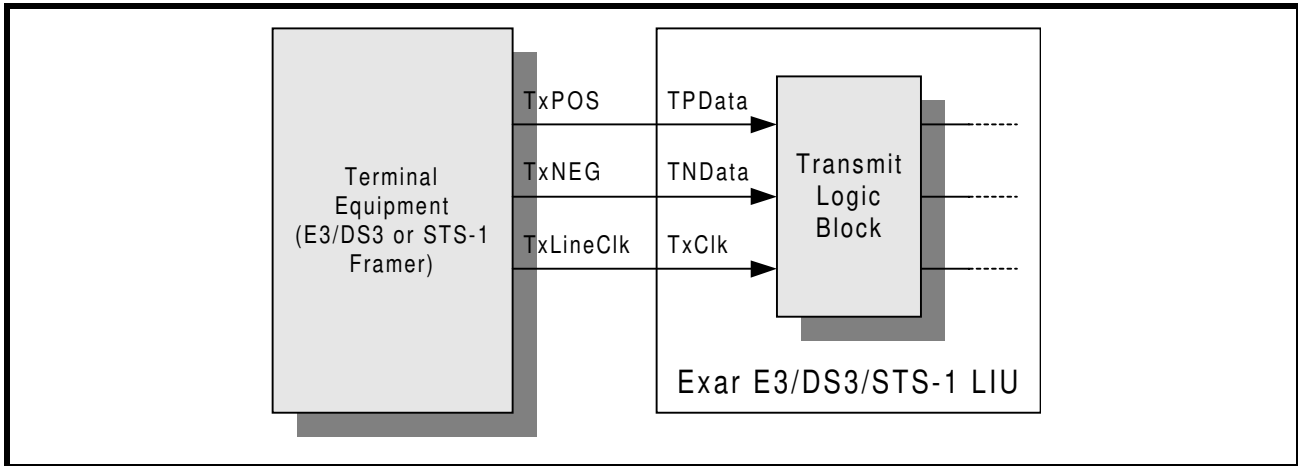 Terminal
Equipment
(E3/DS3 or STS-1
Framer)
TxPOS
TxNEG
TxLineClk
TPData
TNData
TxClk
Transmit
Logic
Block
Exar E3/DS3/STS-1 LIU